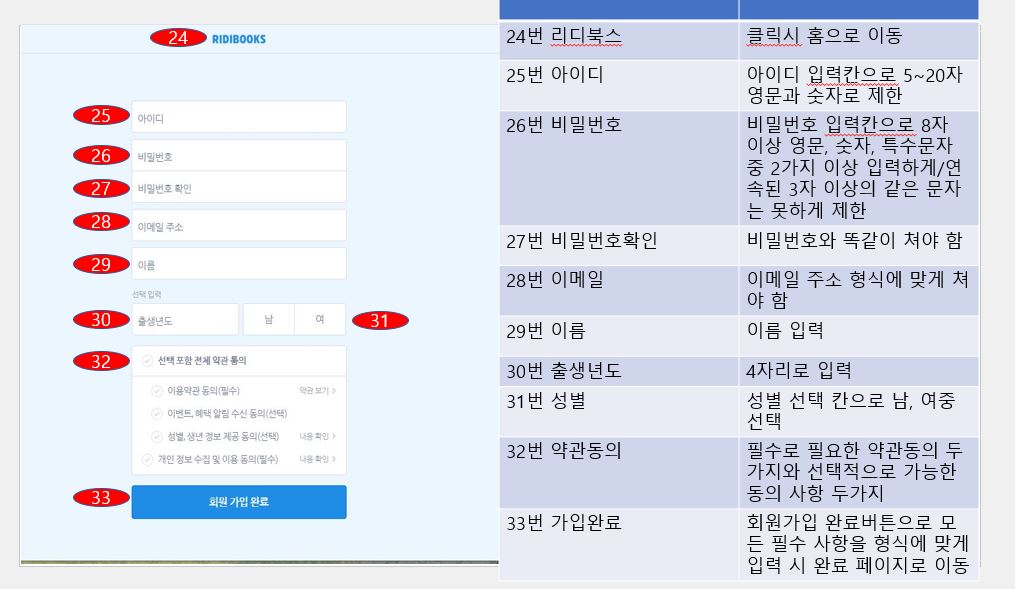 24 RIDIBOOKS
25 아이디
26 비밀번호
27 비밀번호 확인
28 이메일 주소
29 이름
선택 입력
30 출생년도 남 여 31
32 선택 포함 전체 약관 동의
이용약관 동의(필수) 약관 보기 >
이벤트, 혜택 알림 수신 동의(선택)
성별, 생년 정보 제공 동의(선택) 내용 확인 >
개인 정보 수집 및 이용 동의(필수) 내용 확인 >
33 회원 가입 완료
24번 리디북스
클릭시 홈으로 이동
25번 아이디
아이디 입력칸으로 5~20자
영문과 숫자로 제한
26번 비밀번호
비밀번호 입력칸으로 8자
이상 영문, 숫자, 특수문자
중 2가지 이상 입력하게/연
속된 3자 이상의 같은 문자
는 못하게 제한
27번 비밀번호확인
비밀번호와 똑같이 쳐야 함
28번 이메일
이메일 주소 형식에 맞게 쳐
야 함
29번 이름
이름 입력
30번 출생년도
4자리로 입력
31번 성별
성별 선택 칸으로 남, 여중
선택
32번 약관동의
필수로 필요한 약관동의 두
가지와 선택적으로 가능한
동의 사항 두가지
33번 가입완료
회원가입 완료버튼으로 모
든 필수 사항을 형식에 맞게
입력 시 완료 페이지로 이동